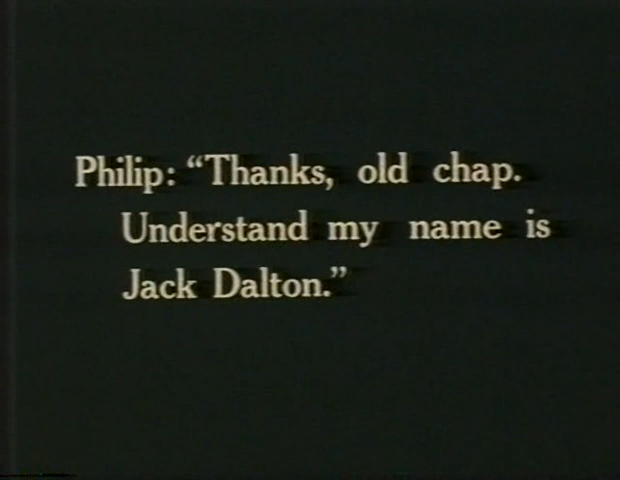 Philip: “Thanks, old chap.
Understand my name is
Jack Dalton.”